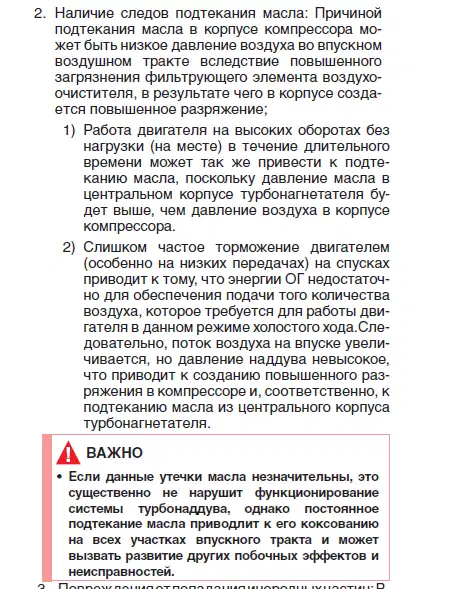 2. Наличие следов подтекания масла: Причиной
подтекания масла в корпусе компрессора мо-
жет быть низкое давление воздуха во впускном
воздушном тракте вследствие повышенного
загрязнения фильтрующего элемента воздухо-
очистителя, в результате чего в корпусе созда-
ется повышенное разряжение;
1) Работа двигателя на высоких оборотах без
нагрузки (на месте) в течение длительного
времени может так же привести к подте-
канию масла, поскольку давление масла в
центральном корпусе турбонагнетателя бу-
дет выше, чем давление воздуха в корпусе
компрессора.
2) Слишком частое торможение двигателем
(особенно на низких передачах) на спусках
приводит к тому, что энергии ОГ недостаточ-
но для обеспечения подачи того количества
воздуха, которое требуется для работы дви-
гателя в данном режиме холостого хода.Сле-
довательно, поток воздуха на впуске увели-
чивается, но давление наддува невысокое,
что приводит к созданию повышенного раз-
ряжения в компрессоре и, соответственно, к
подтеканию масла из центрального корпуса
турбонагнетателя.
ВАЖНО
• Если данные утечки масла незначительны, это
существенно не нарушит функционирование
системы турбонаддува, однако постоянное
подтекание масла приводлит к его коксованию
на всех участках впускного тракта и может
вызвать развитие других побочных эффектов и
неисправностей.
3. Повреждения от попадания инородных частиц: В